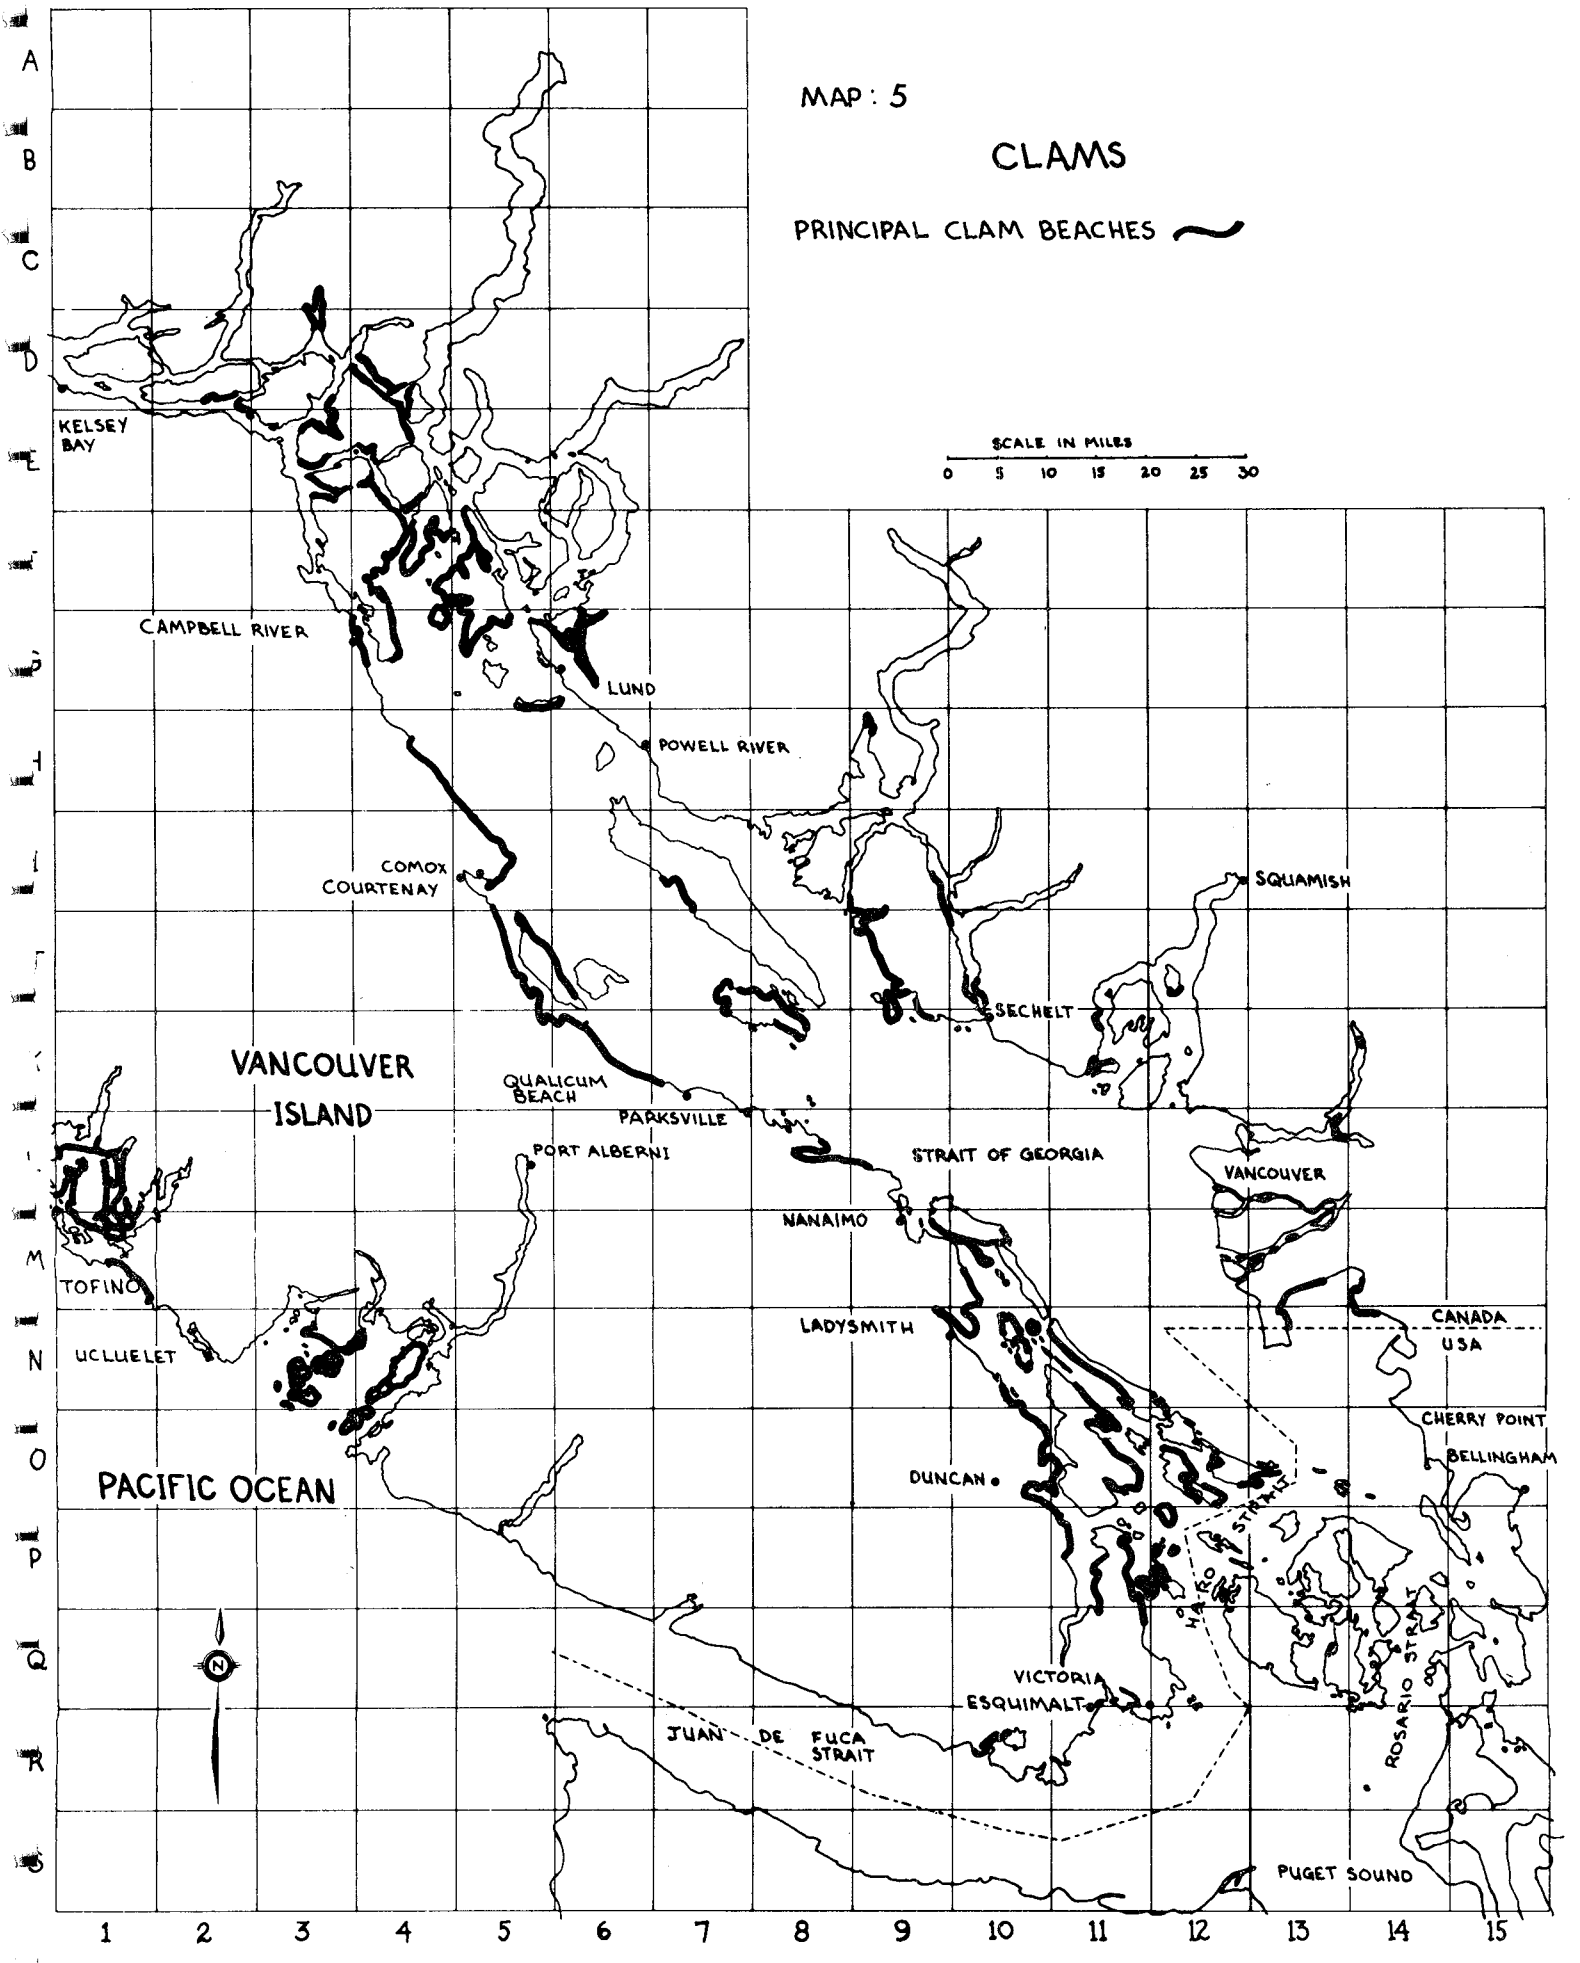 A
MAP: 5
B
CLAMS
C
PRINCIPAL CLAM BEACHES
D
KELSEY
BAY
E
SCALE IN MILES
0 5 10 15 20 25 30
CAMPBELL RIVER
LUND
POWELL RIVER
H
I
COMOX
COURTENAY
SQUAMISH
SECHELT
VANCOUVER
ISLAND
QUALICUM
BEACH
PARKSVILLE
PORT ALBERNI
STRAIT OF GEORGIA
VANCOUVER
NANAIMO
M
TOFINO
LADYSMITH
CANADA
USA
N
UCLUELET
CHERRY POINT
BELLINGHAM
O
PACIFIC OCEAN
DUNCAN
P
HARO STRAIT
ROSARIO STRAIT
N
Q
VICTORIA
ESQUIMALT
R
JUAN DE FUCA
STRAIT
S
PUGET SOUND
1 2 3 4 5 6 7 8 9 10 11 12 13 14 15